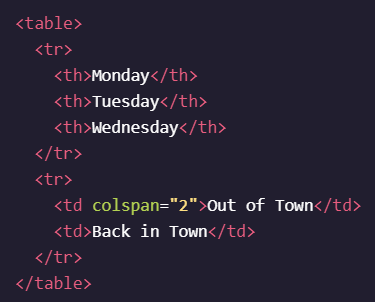 <table>
<tr>
<th>Monday</th>
<th>Tuesday</th>
<th>Wednesday</th>
</tr>
<tr>
<td colspan="2">Out of Town</td>
<td>Back in Town</td>
</tr>
</table>